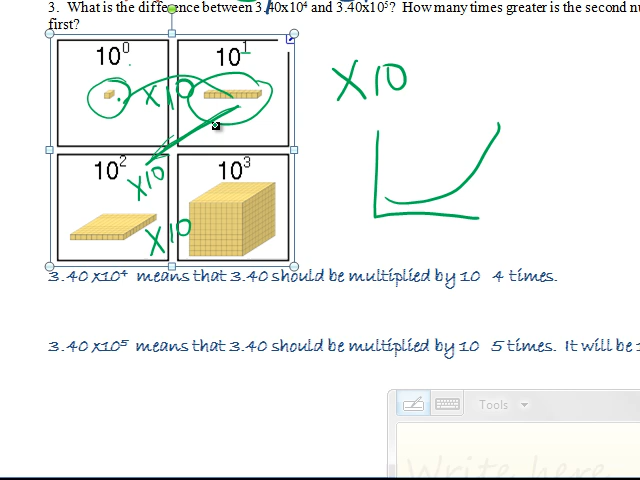 3. What is the difference between 3.40x10⁴ and 3.40x10⁵? How many times greater is the second
first?
10⁰
10¹
X10
X10
10²
10³
X10
X10
3.40 x10⁴ means that 3.40 should be multiplied by 10 4 times.
3.40 x10⁵ means that 3.40 should be multiplied by 10 5 times. It will be
Tools
Write here